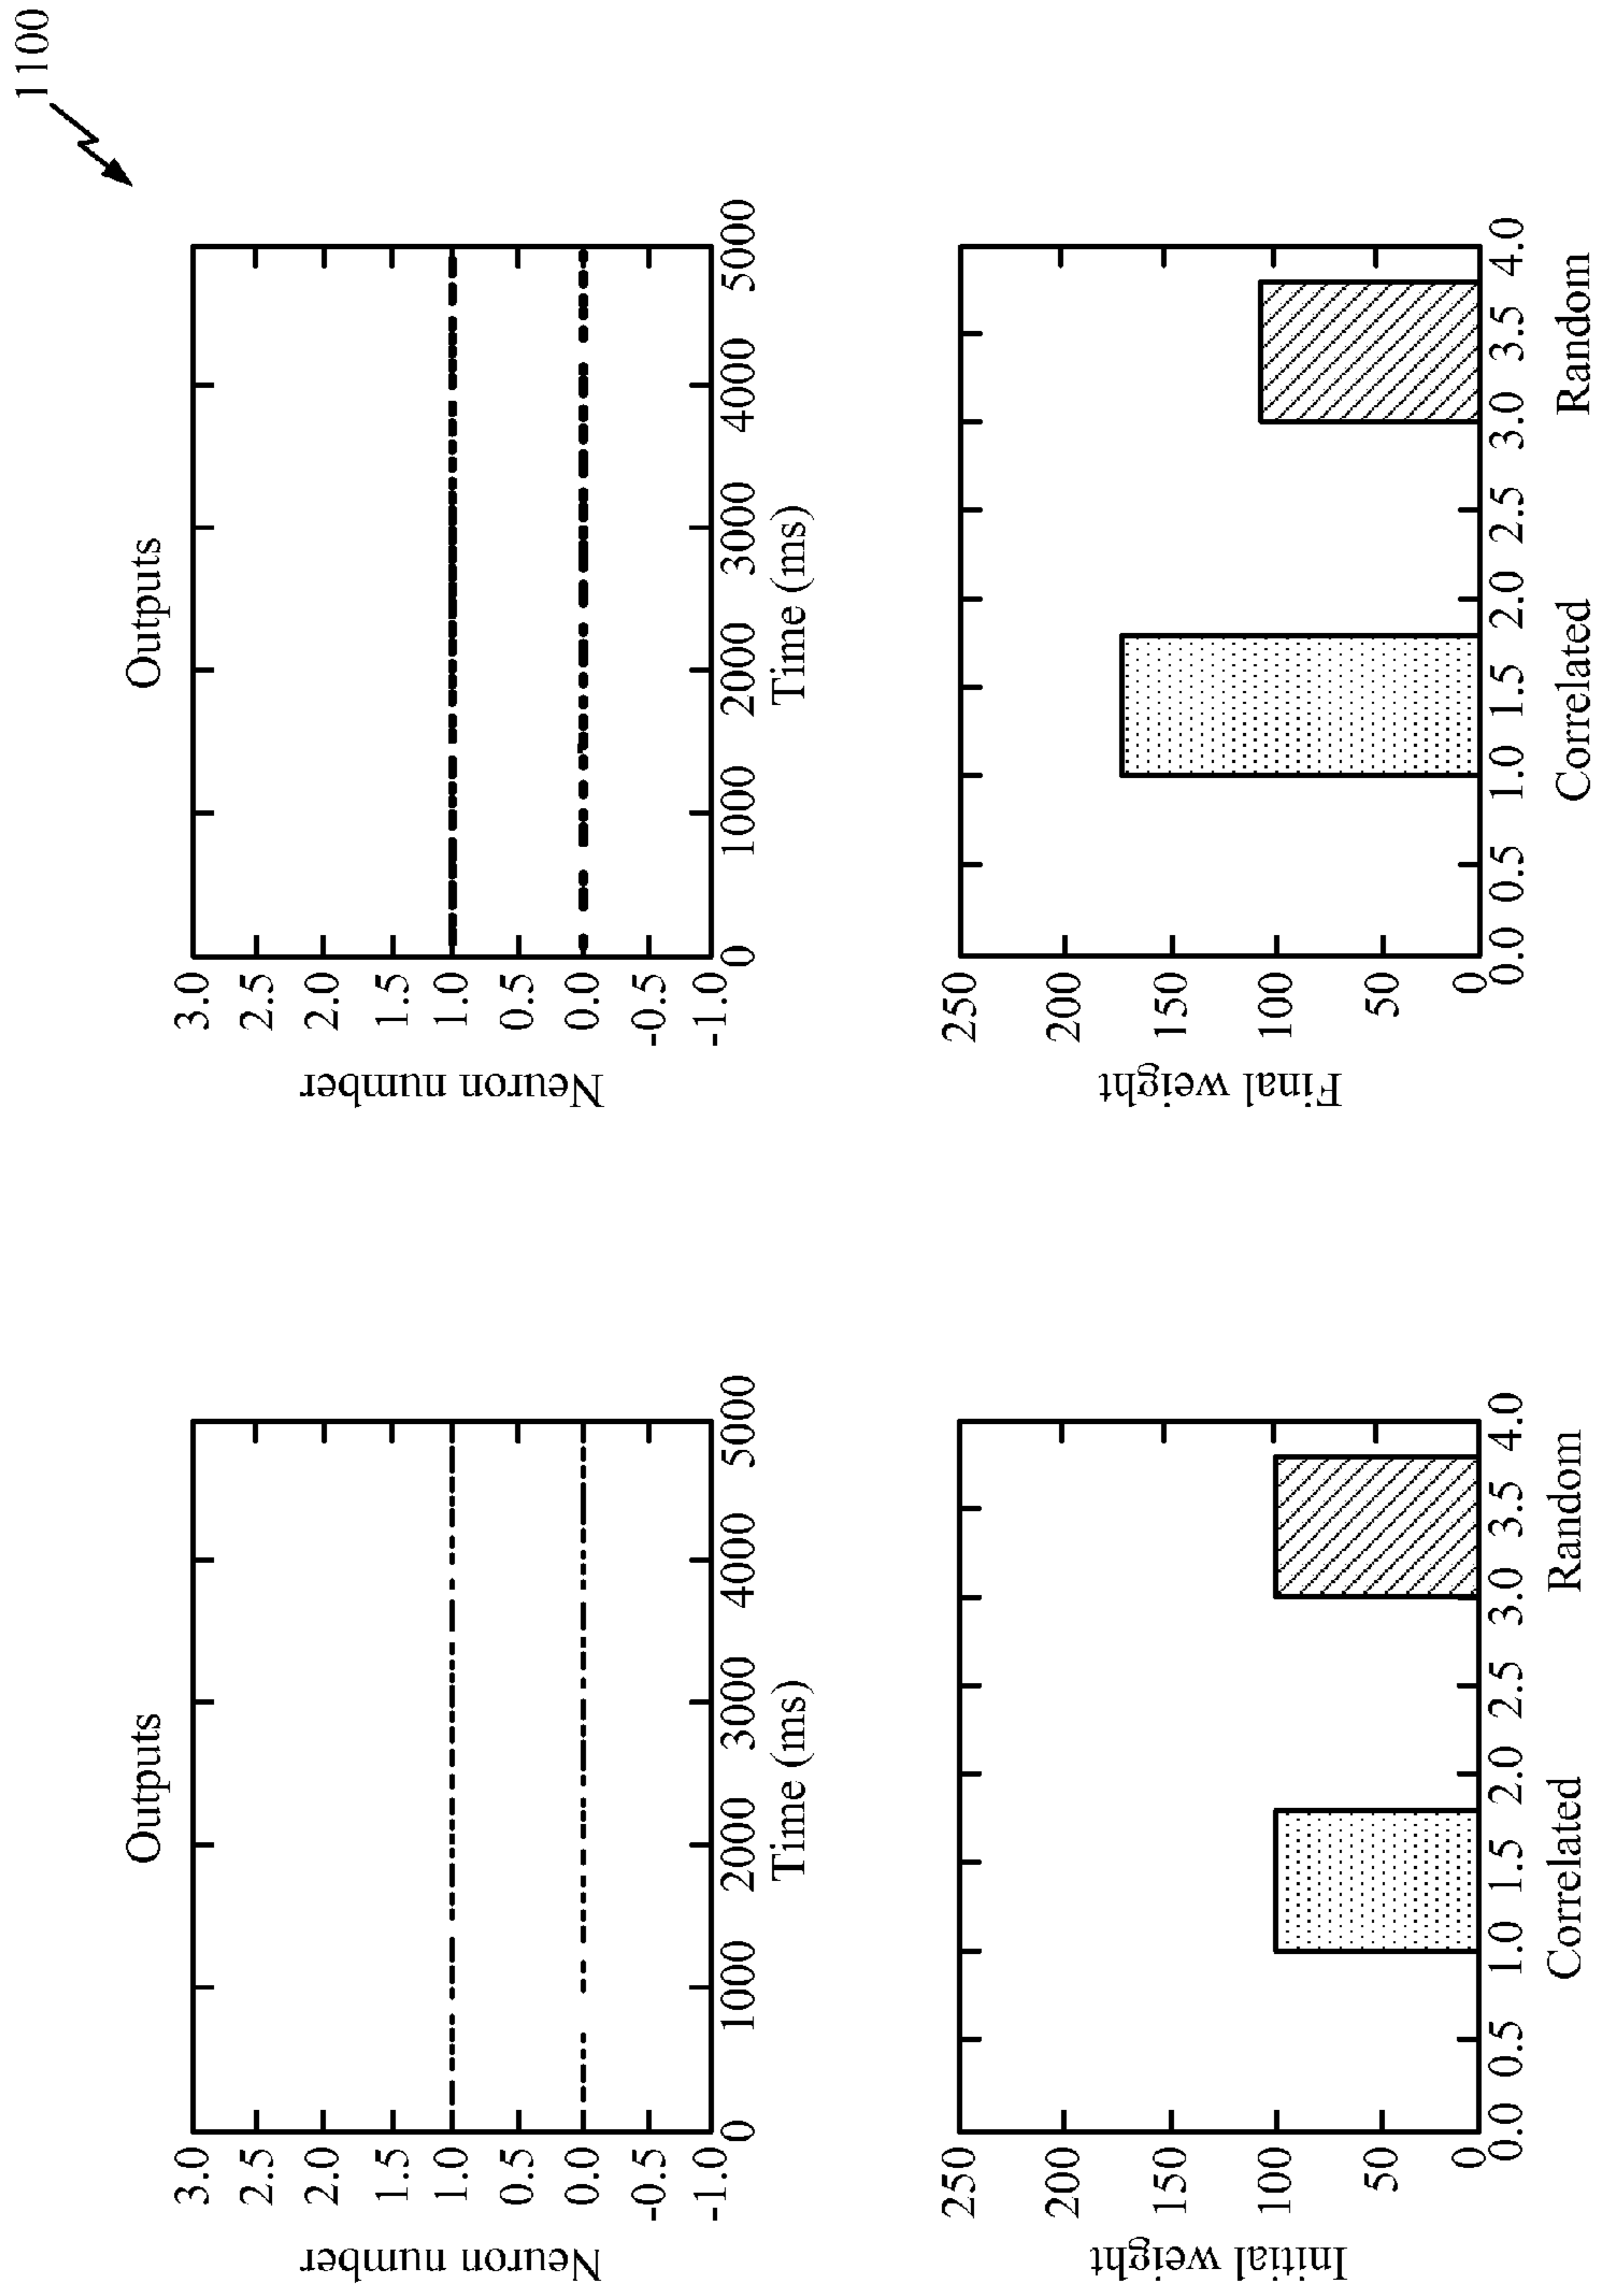 1100
Outputs
3.0
2.5
2.0
1.5
1.0
0.5
0.0
-0.5
-1.0
Neuron number
0 1000 2000 3000 4000 5000
Time (ms)
Outputs
3.0
2.5
2.0
1.5
1.0
0.5
0.0
-0.5
-1.0
Neuron number
0 1000 2000 3000 4000 5000
Time (ms)
250
200
150
100
50
0
Initial weight
0.0 0.5 1.0 1.5 2.0 2.5 3.0 3.5 4.0
Correlated Random
250
200
150
100
50
0
Final weight
0.0 0.5 1.0 1.5 2.0 2.5 3.0 3.5 4.0
Correlated Random